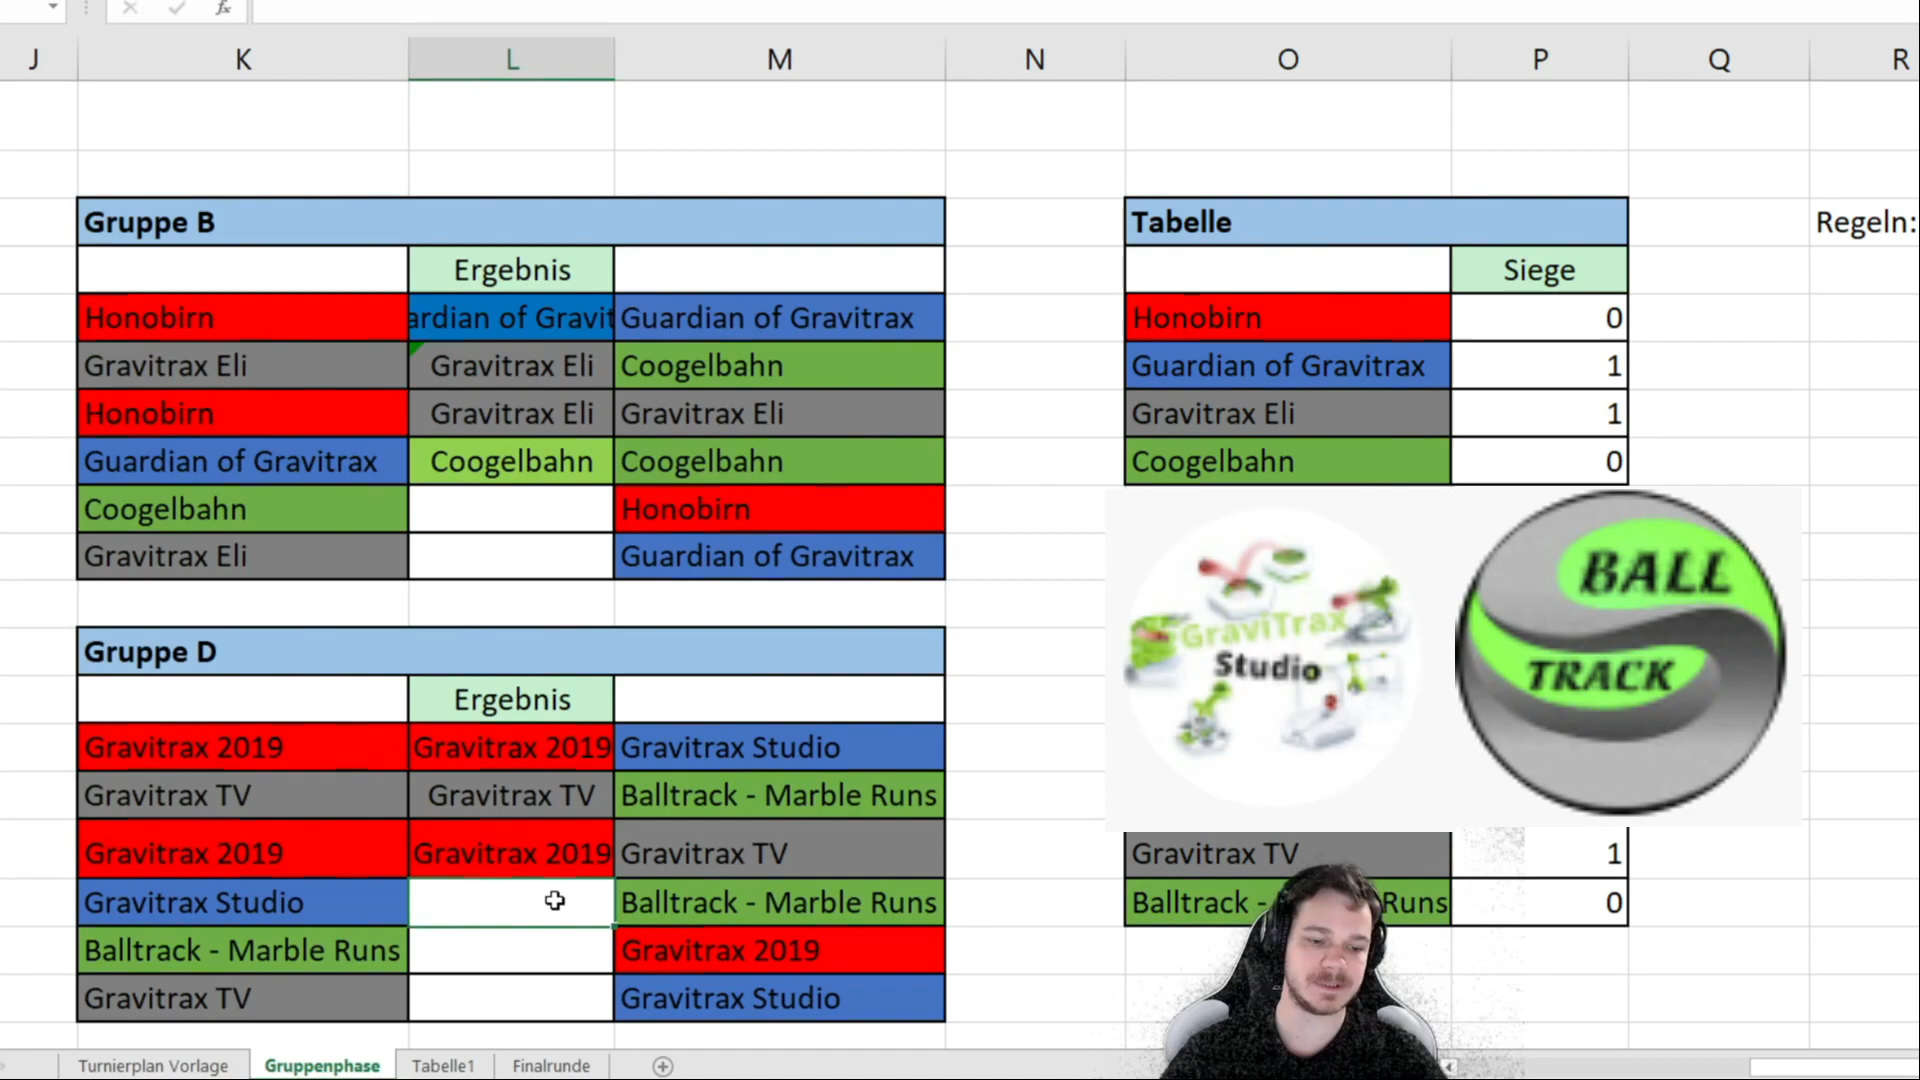 fx
J K L M N O P Q R
Gruppe B
Ergebnis
Honobirn ardian of Gravit Guardian of Gravitrax
Gravitrax Eli Gravitrax Eli Coogelbahn
Honobirn Gravitrax Eli Gravitrax Eli
Guardian of Gravitrax Coogelbahn Coogelbahn
Coogelbahn Honobirn
Gravitrax Eli Guardian of Gravitrax
Tabelle
Siege
Honobirn 0
Guardian of Gravitrax 1
Gravitrax Eli 1
Coogelbahn 0
Regeln:
Gruppe D
Ergebnis
Gravitrax 2019 Gravitrax 2019 Gravitrax Studio
Gravitrax TV Gravitrax TV Balltrack - Marble Runs
Gravitrax 2019 Gravitrax 2019 Gravitrax TV
Gravitrax Studio Balltrack - Marble Runs
Balltrack - Marble Runs Gravitrax 2019
Gravitrax TV Gravitrax Studio
GraviTrax
Studio
BALL
TRACK
Gravitrax TV 1
Balltrack - Runs 0
Turnierplan Vorlage Gruppenphase Tabelle1 Finalrunde